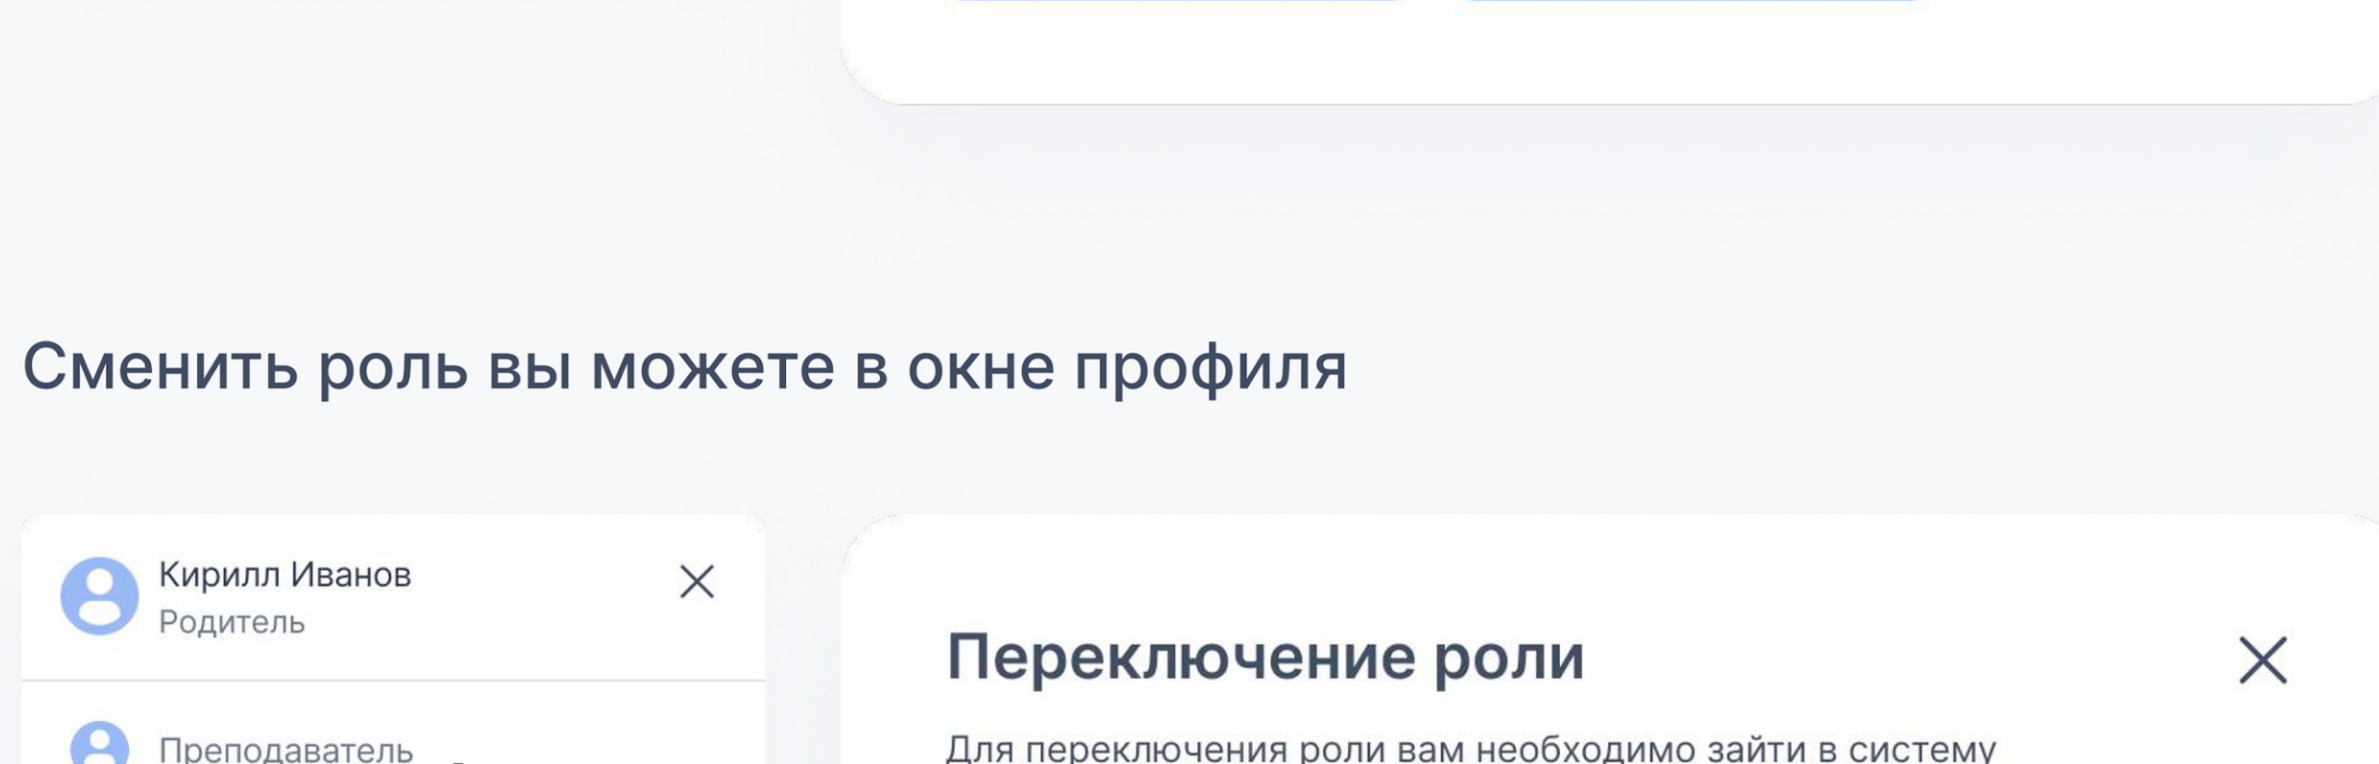 Сменить роль вы можете в окне профиля
Кирилл Иванов
Родитель
Преподаватель
Переключение роли
Для переключения роли вам необходимо зайти в систему